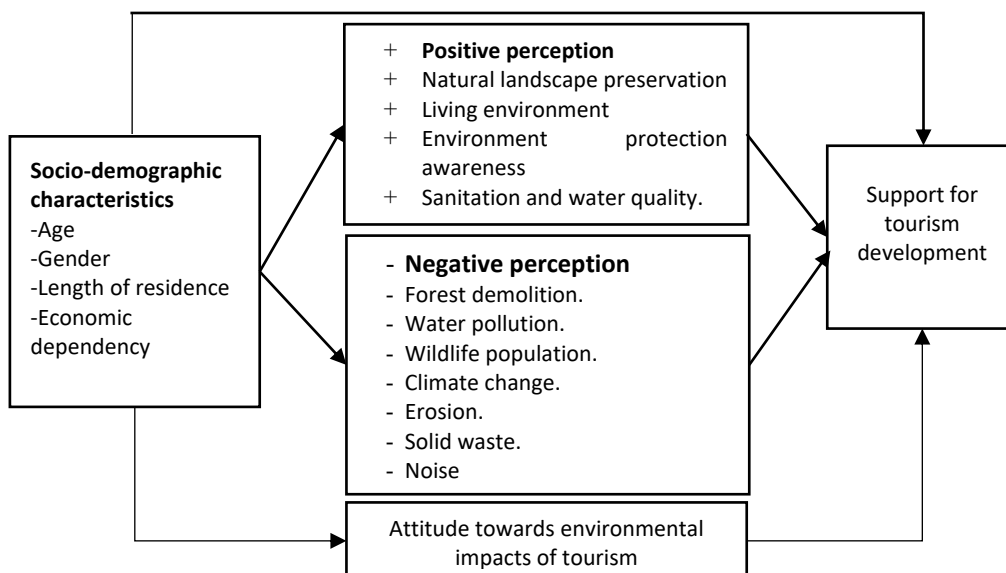 Socio-demographic
characteristics
-Age
-Gender
-Length of residence
-Economic
dependency
+ Positive perception
+ Natural landscape preservation
+ Living environment
+ Environment protection
awareness
+ Sanitation and water quality.
- Negative perception
- Forest demolition.
- Water pollution.
- Wildlife population.
- Climate change.
- Erosion.
- Solid waste.
- Noise
Attitude towards environmental
impacts of tourism
Support for
tourism
development